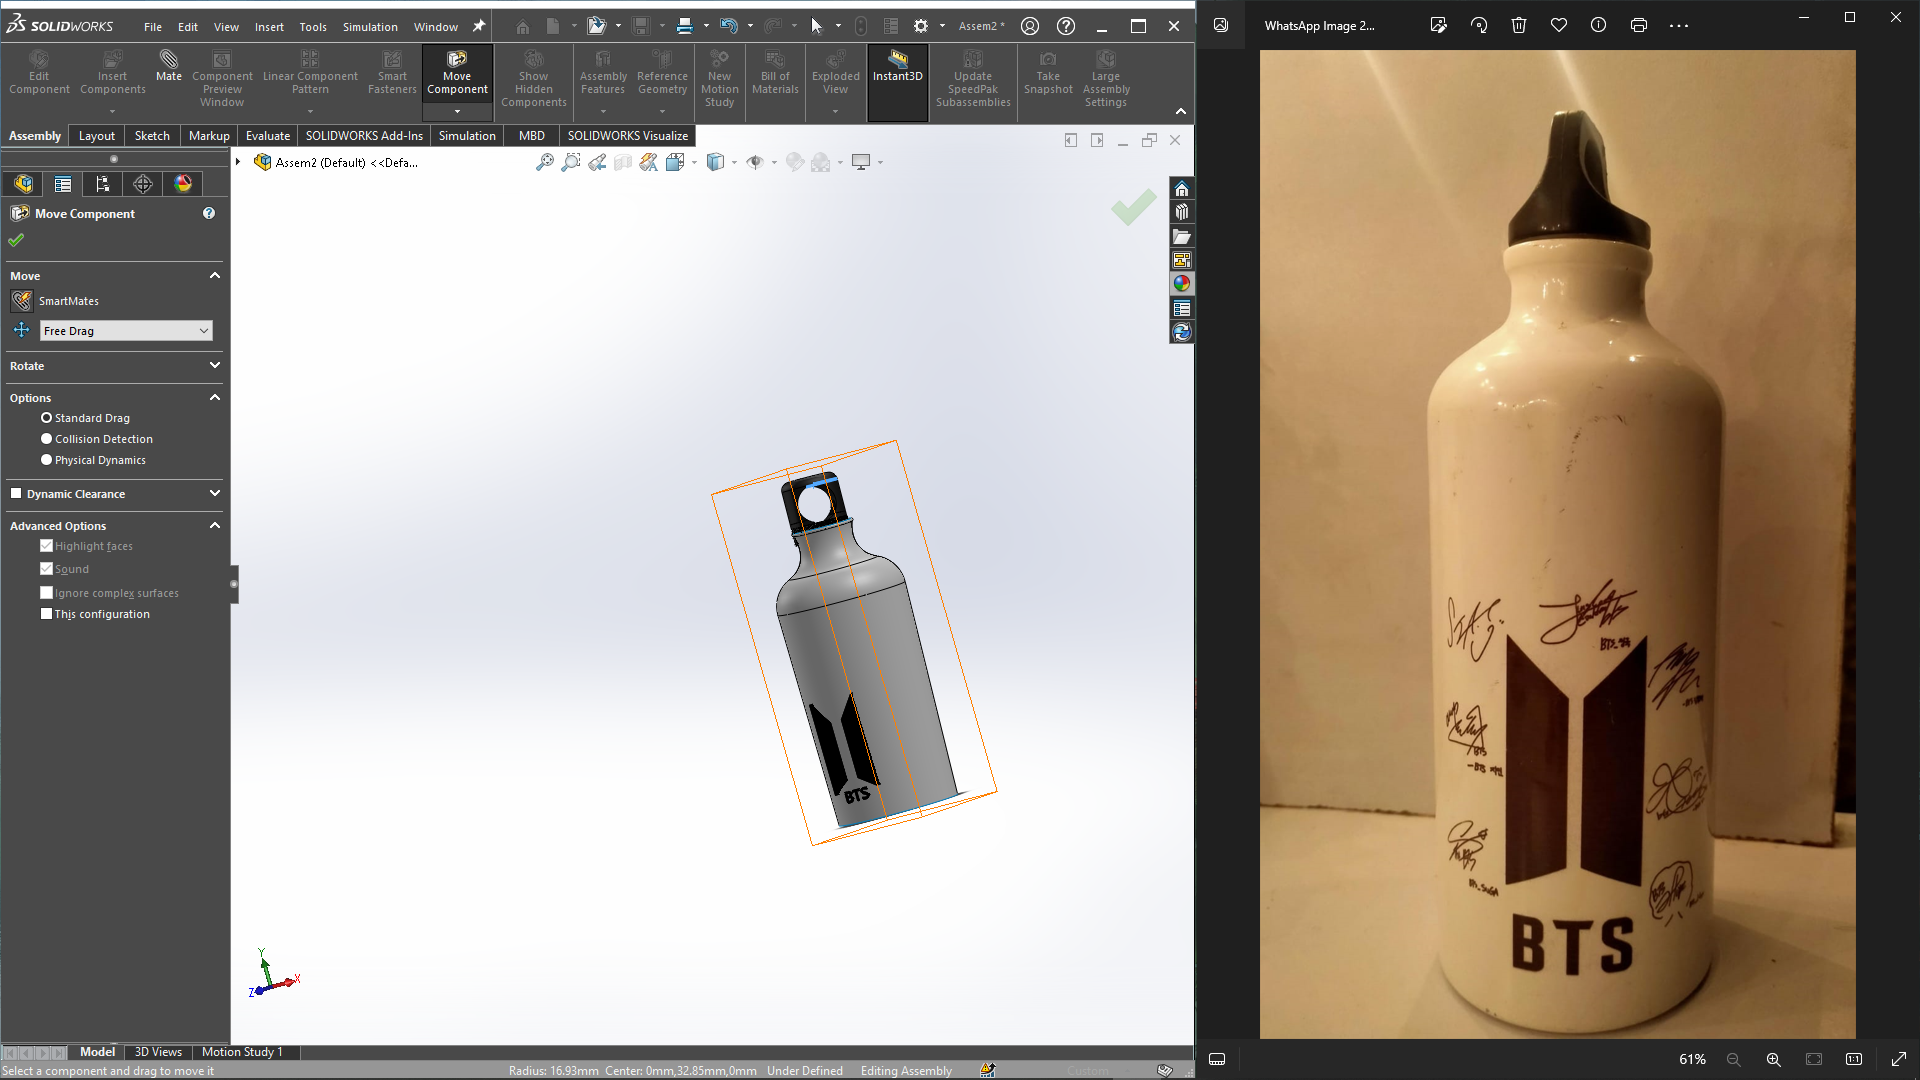 SOLIDWORKS File Edit View Insert Tools Simulation Window Assem2 *
Edit Component
Insert Components
Mate
Component Preview Window
Linear Component Pattern
Smart Fasteners
Move Component
Show Hidden Components
Assembly Features
Reference Geometry
New Motion Study
Bill of Materials
Exploded View
Instant3D
Update SpeedPak Subassemblies
Take Snapshot
Large Assembly Settings
Assembly Layout Sketch Markup Evaluate SOLIDWORKS Add-Ins Simulation MBD SOLIDWORKS Visualize
Assem2 (Default) <<Defa...
Move Component
Move
SmartMates
Free Drag
Rotate
Options
Standard Drag
Collision Detection
Physical Dynamics
Dynamic Clearance
Advanced Options
Highlight faces
Sound
Ignore complex surfaces
This configuration
BTS
Y
X
Z
Model 3D Views Motion Study 1
Select a component and drag to move it
Radius: 16.93mm Center: 0mm,32.85mm,0mm Under Defined Editing Assembly Custom
WhatsApp Image 2...
BTS
61%
1:1